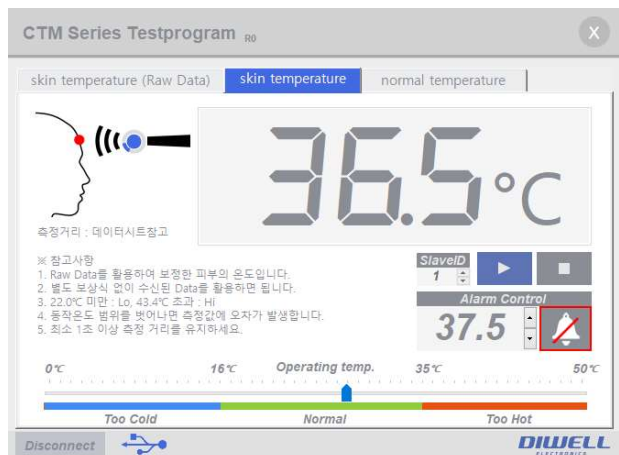 CTM Series Testprogram R0
X
skin temperature (Raw Data)
skin temperature
normal temperature
36.5°C
측정거리 : 데이터시트참고
※ 참고사항
1. Raw Data를 활용하여 보정한 피부의 온도입니다.
2. 별도 보상식 없이 수신된 Data를 활용하면 됩니다.
3. 22.0℃ 미만 : Lo, 43.4℃ 초과 : Hi
4. 동작온도 범위를 벗어나면 측정값에 오차가 발생합니다.
5. 최소 1초 이상 측정 거리를 유지하세요.
SlaveID
1
Alarm Control
37.5
0℃
16℃
Operating temp.
35℃
50℃
Too Cold
Normal
Too Hot
Disconnect
DIWELL
ELECTRONICS